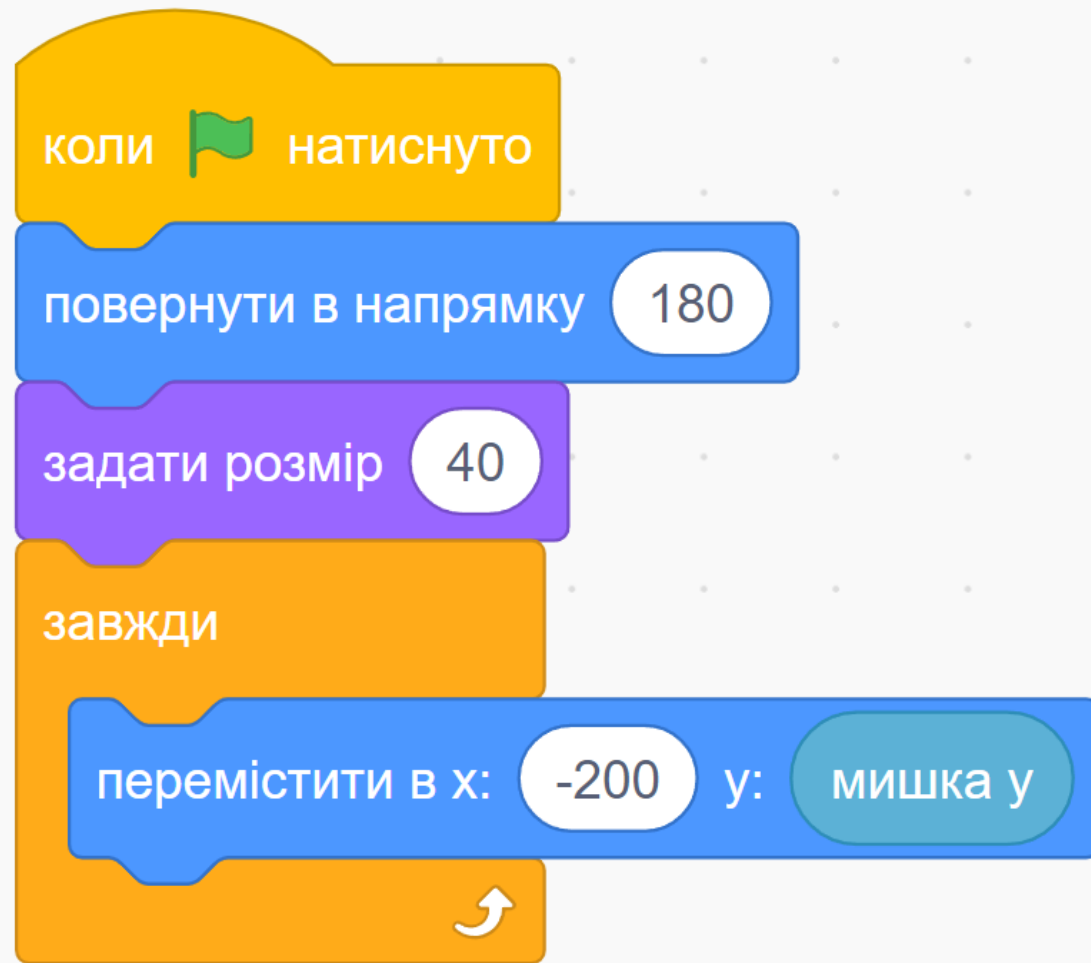 коли натиснуто
повернути в напрямку 180
задати розмір 40
завжди
перемістити в x: -200 y: мишка y